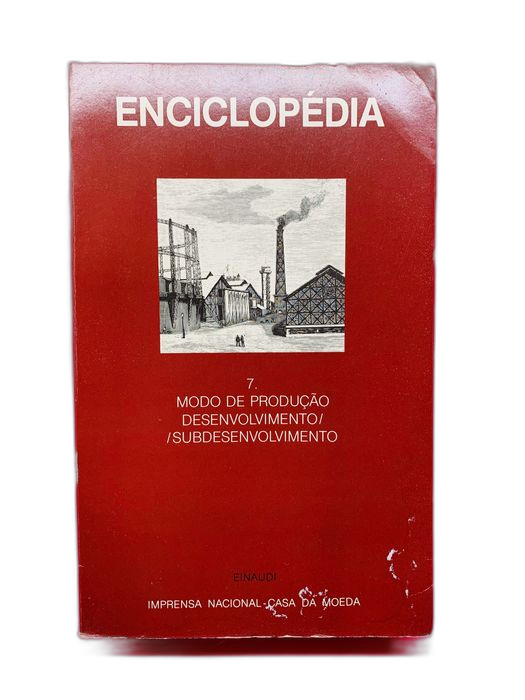 ENCICLOPÉDIA
7.
MODO DE PRODUÇÃO
DESENVOLVIMENTO/
/SUBDESENVOLVIMENTO
EINAUDI
IMPRENSA NACIONAL-CASA DA MOEDA